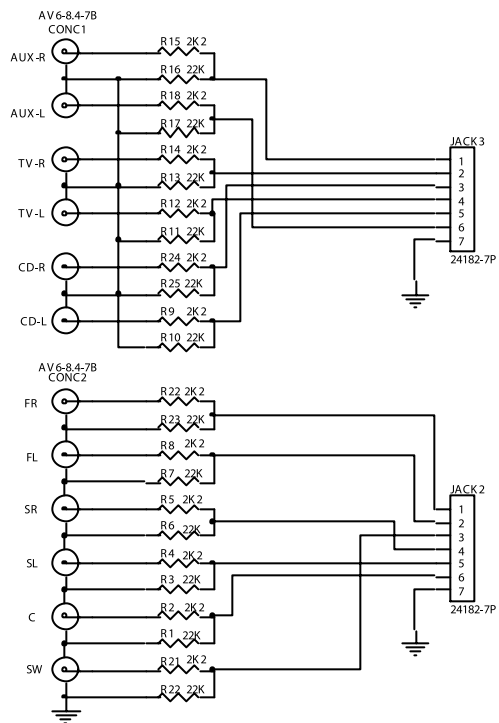 AV6-8.4-7B
CONC1
AUX-R
R15 2K2
R16 22K
AUX-L
R18 2K2
R17 22K
TV-R
R14 2K2
R13 22K
TV-L
R12 2K2
R11 22K
CD-R
R24 2K2
R25 22K
CD-L
R9 2K2
R10 22K
JACK3
1
2
3
4
5
6
7
24182-7P
AV6-8.4-7B
CONC2
FR
R22 2K2
R23 22K
FL
R8 2K2
R7 22K
SR
R5 2K2
R6 22K
SL
R4 2K2
R3 22K
C
R2 2K2
R1 22K
SW
R21 2K2
R22 22K
JACK2
1
2
3
4
5
6
7
24182-7P